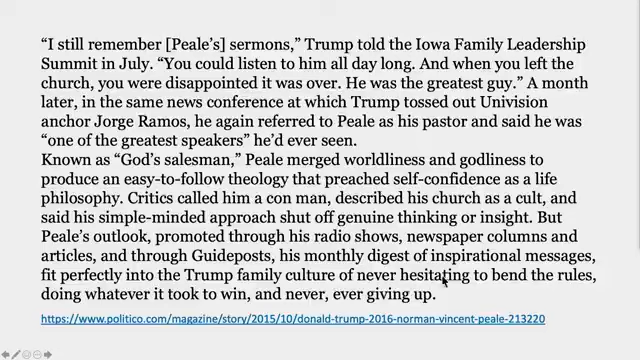 “I still remember [Peale’s] sermons,” Trump told the Iowa Family Leadership
Summit in July. “You could listen to him all day long. And when you left the
church, you were disappointed it was over. He was the greatest guy.” A month
later, in the same news conference at which Trump tossed out Univision
anchor Jorge Ramos, he again referred to Peale as his pastor and said he was
“one of the greatest speakers” he’d ever seen.
Known as “God’s salesman,” Peale merged worldliness and godliness to
produce an easy-to-follow theology that preached self-confidence as a life
philosophy. Critics called him a con man, described his church as a cult, and
said his simple-minded approach shut off genuine thinking or insight. But
Peale’s outlook, promoted through his radio shows, newspaper columns and
articles, and through Guideposts, his monthly digest of inspirational messages,
fit perfectly into the Trump family culture of never hesitating to bend the rules,
doing whatever it took to win, and never, ever giving up.
https://www.politico.com/magazine/story/2015/10/donald-trump-2016-norman-vincent-peale-213220